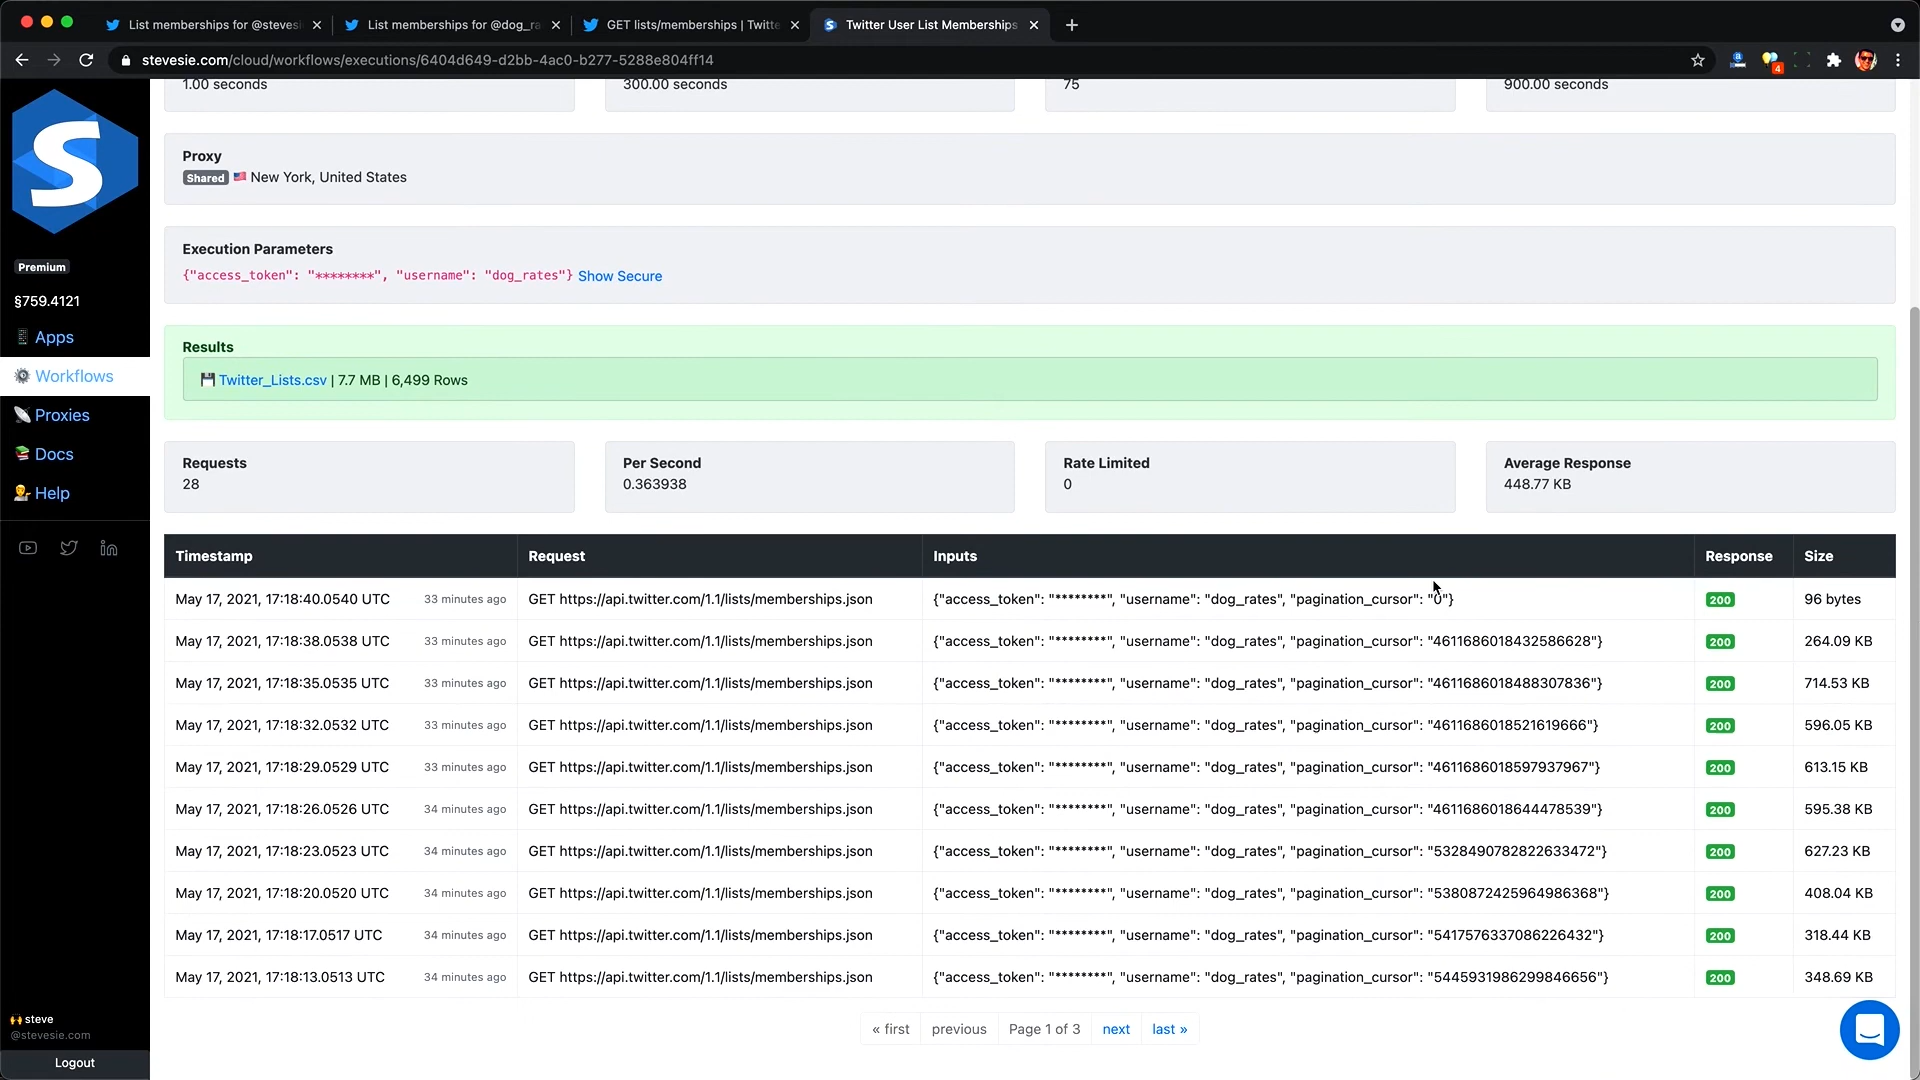 List memberships for @stevesi
List memberships for @dog_ra
GET lists/memberships | Twitte
Twitter User List Memberships
stevesie.com/cloud/workflows/executions/6404d649-d2bb-4ac0-b277-5288e804ff14
4
S
Premium
§759.4121
Apps
Workflows
Proxies
Docs
Help
steve
@stevesie.com
Logout
1.00 seconds
300.00 seconds
75
900.00 seconds
Proxy
Shared New York, United States
Execution Parameters
{"access_token": "********", "username": "dog_rates"} Show Secure
Results
Twitter_Lists.csv | 7.7 MB | 6,499 Rows
Requests
28
Per Second
0.363938
Rate Limited
0
Average Response
448.77 KB
Timestamp Request Inputs Response Size
May 17, 2021, 17:18:40.0540 UTC 33 minutes ago GET https://api.twitter.com/1.1/lists/memberships.json {"access_token": "********", "username": "dog_rates", "pagination_cursor": "0"} 200 96 bytes
May 17, 2021, 17:18:38.0538 UTC 33 minutes ago GET https://api.twitter.com/1.1/lists/memberships.json {"access_token": "********", "username": "dog_rates", "pagination_cursor": "4611686018432586628"} 200 264.09 KB
May 17, 2021, 17:18:35.0535 UTC 33 minutes ago GET https://api.twitter.com/1.1/lists/memberships.json {"access_token": "********", "username": "dog_rates", "pagination_cursor": "4611686018488307836"} 200 714.53 KB
May 17, 2021, 17:18:32.0532 UTC 33 minutes ago GET https://api.twitter.com/1.1/lists/memberships.json {"access_token": "********", "username": "dog_rates", "pagination_cursor": "4611686018521619666"} 200 596.05 KB
May 17, 2021, 17:18:29.0529 UTC 33 minutes ago GET https://api.twitter.com/1.1/lists/memberships.json {"access_token": "********", "username": "dog_rates", "pagination_cursor": "4611686018597937967"} 200 613.15 KB
May 17, 2021, 17:18:26.0526 UTC 34 minutes ago GET https://api.twitter.com/1.1/lists/memberships.json {"access_token": "********", "username": "dog_rates", "pagination_cursor": "4611686018644478539"} 200 595.38 KB
May 17, 2021, 17:18:23.0523 UTC 34 minutes ago GET https://api.twitter.com/1.1/lists/memberships.json {"access_token": "********", "username": "dog_rates", "pagination_cursor": "5328490782822633472"} 200 627.23 KB
May 17, 2021, 17:18:20.0520 UTC 34 minutes ago GET https://api.twitter.com/1.1/lists/memberships.json {"access_token": "********", "username": "dog_rates", "pagination_cursor": "5380872425964986368"} 200 408.04 KB
May 17, 2021, 17:18:17.0517 UTC 34 minutes ago GET https://api.twitter.com/1.1/lists/memberships.json {"access_token": "********", "username": "dog_rates", "pagination_cursor": "5417576337086226432"} 200 318.44 KB
May 17, 2021, 17:18:13.0513 UTC 34 minutes ago GET https://api.twitter.com/1.1/lists/memberships.json {"access_token": "********", "username": "dog_rates", "pagination_cursor": "5445931986299846656"} 200 348.69 KB
« first previous Page 1 of 3 next last »